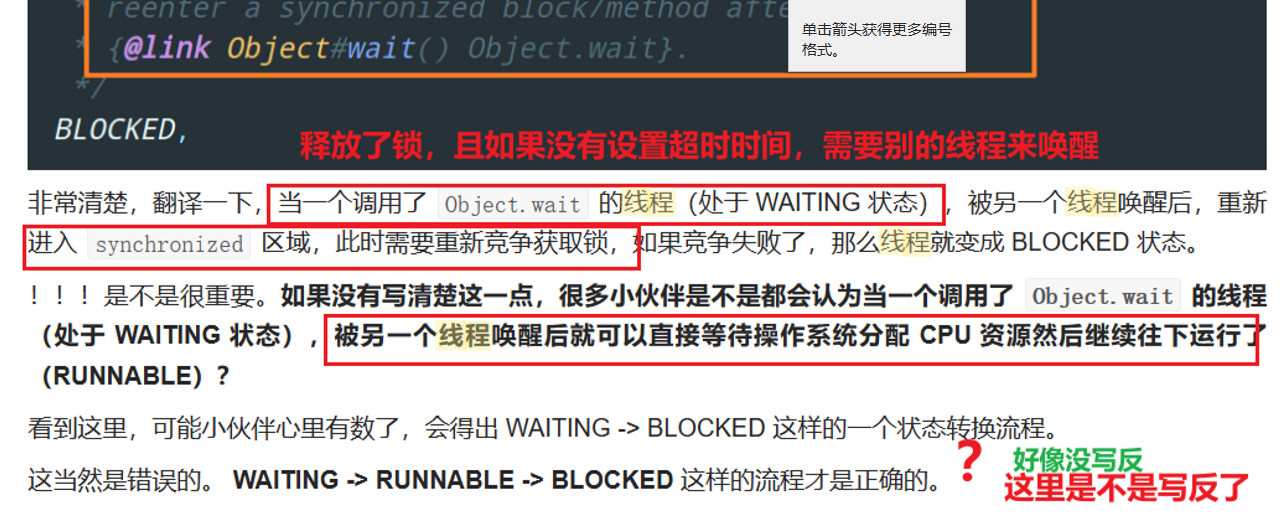 * reenter a synchronized block/method afte
单击箭头获得更多编号
格式。
* {@link Object#wait() Object.wait}.
*/
BLOCKED,
释放了锁，且如果没有设置超时时间，需要别的线程来唤醒
非常清楚，翻译一下，当一个调用了 Object.wait 的线程（处于 WAITING 状态），被另一个线程唤醒后，重新
进入 synchronized 区域，此时需要重新竞争获取锁，如果竞争失败了，那么线程就变成 BLOCKED 状态。
！！！是不是很重要。如果没有写清楚这一点，很多小伙伴是不是都会认为当一个调用了 Object.wait 的线程
（处于 WAITING 状态），被另一个线程唤醒后就可以直接等待操作系统分配 CPU 资源然后继续往下运行了
（RUNNABLE）？
看到这里，可能小伙伴心里有数了，会得出 WAITING -> BLOCKED 这样的一个状态转换流程。
这当然是错误的。 WAITING -> RUNNABLE -> BLOCKED 这样的流程才是正确的。
？
好像没写反
这里是不是写反了